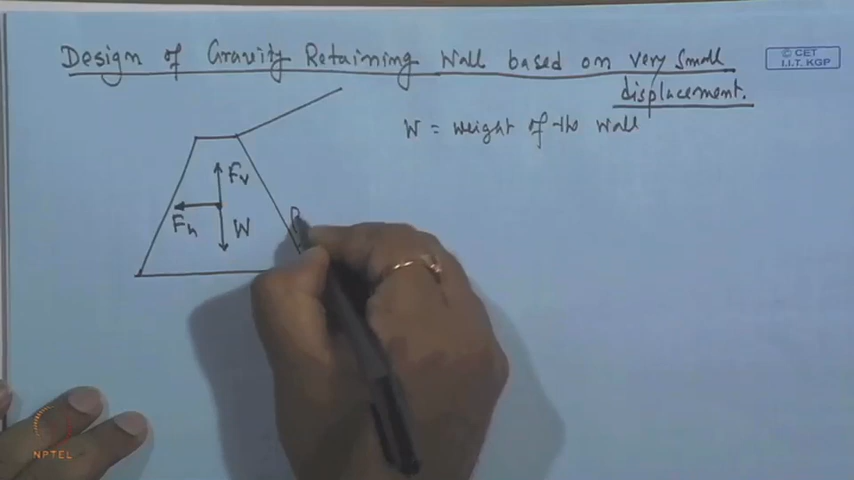 Design of Gravity Retaining Wall based on very small
displacement.
© CET
I.I.T. KGP
W = weight of the wall
Fv
Fh
W
NPTEL